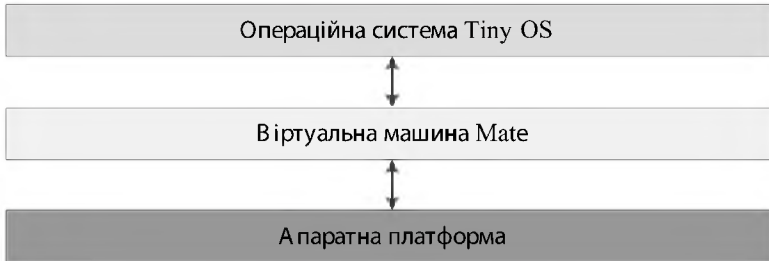 Операційна система Tiny OS
Віртуальна машина Mate
Апаратна платформа